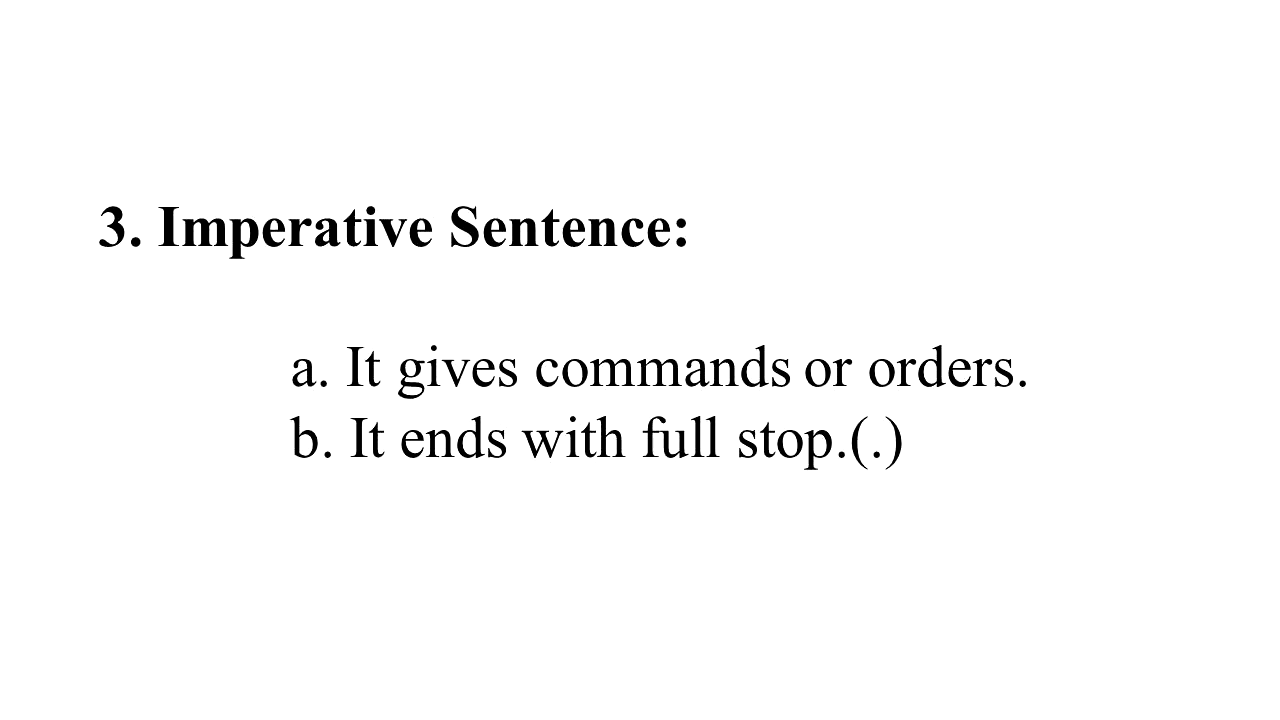 3. Imperative Sentence:
a. It gives commands or orders.
b. It ends with full stop.(.)